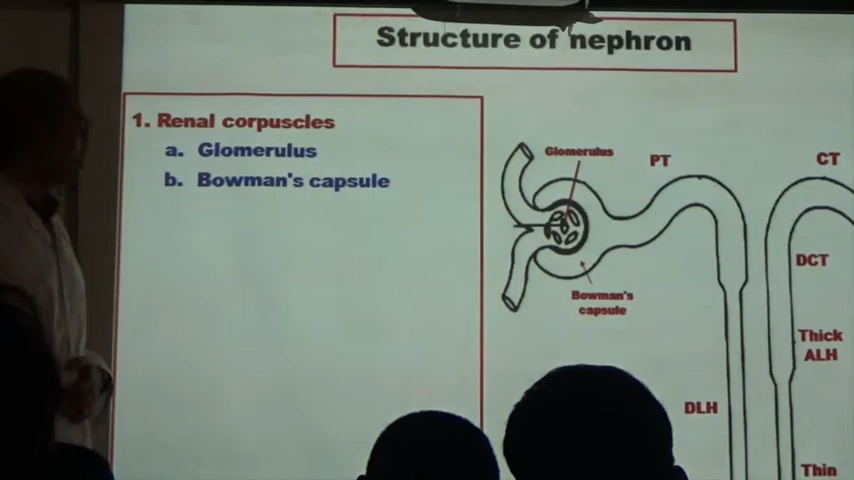 Structure of nephron
1. Renal corpuscles
a. Glomerulus
b. Bowman's capsule
Glomerulus
PT
CT
DCT
Bowman's
capsule
Thick
ALH
DLH
Thin